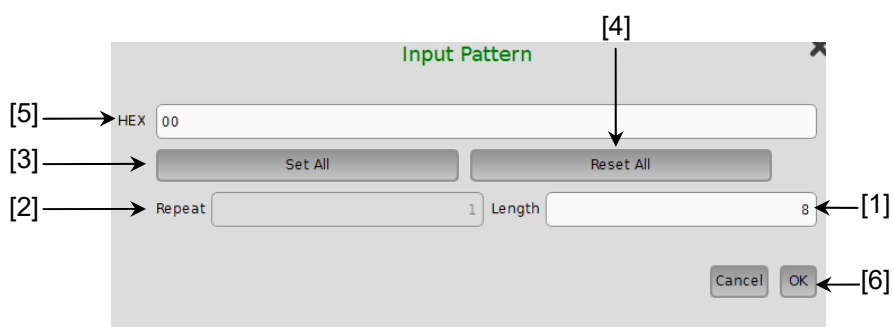 [4]
Input Pattern
[5] HEX 00
[3] Set All Reset All
[2] Repeat 1 Length 8 [1]
Cancel OK [6]